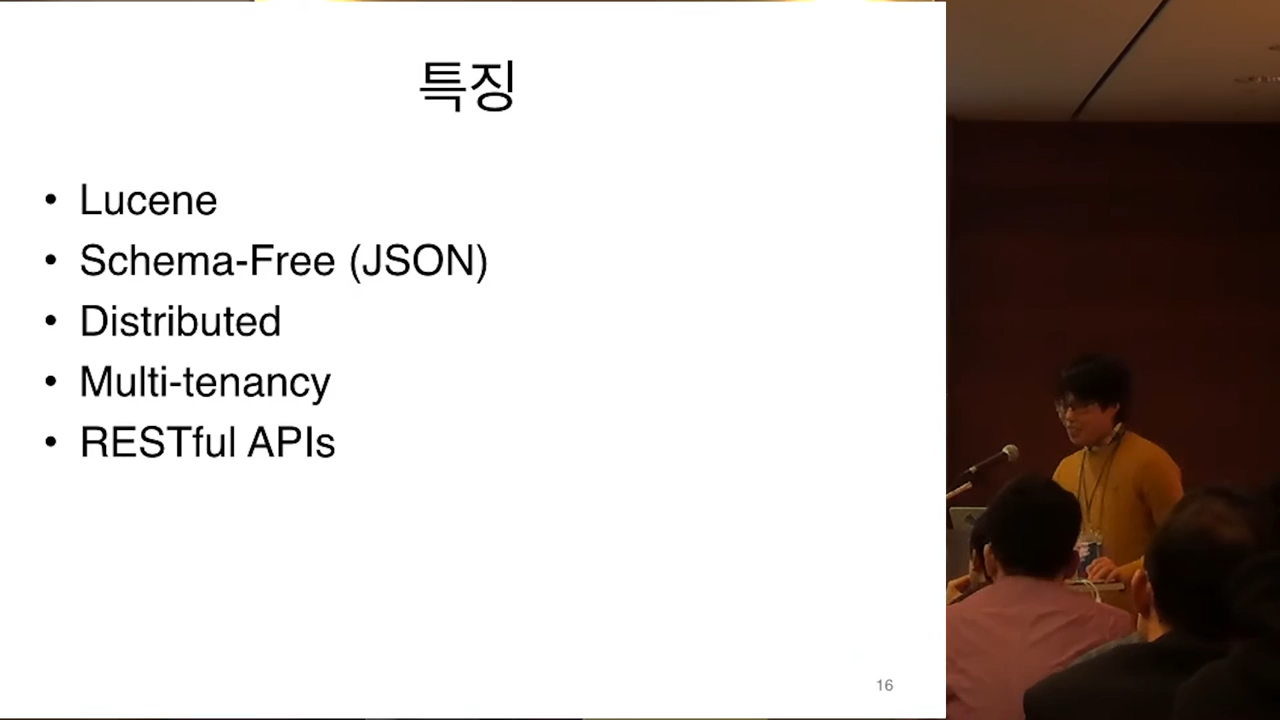 특징
• Lucene
• Schema-Free (JSON)
• Distributed
• Multi-tenancy
• RESTful APIs
16